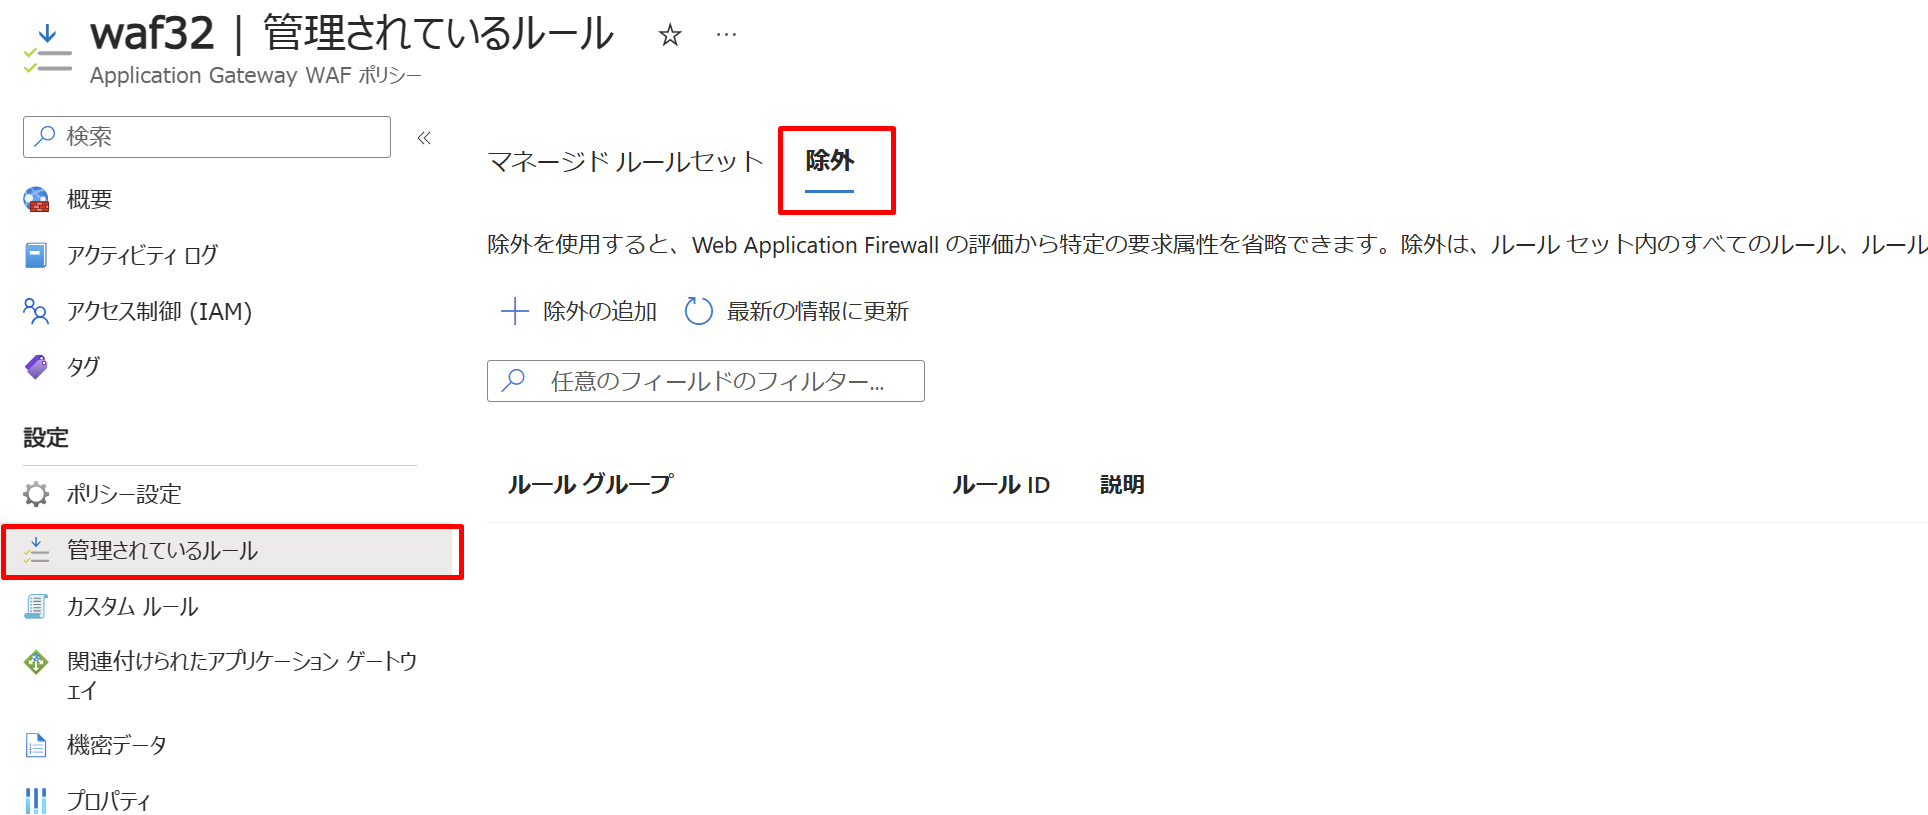 waf32 | 管理されているルール ☆ …
Application Gateway WAF ポリシー
検索 «
概要
アクティビティ ログ
アクセス制御 (IAM)
タグ
設定
ポリシー設定
管理されているルール
カスタム ルール
関連付けられたアプリケーション ゲートウ
ェイ
機密データ
プロパティ
マネージド ルールセット 除外
除外を使用すると、Web Application Firewall の評価から特定の要求属性を省略できます。除外は、ルール セット内のすべてのルール、ルール
除外の追加 最新の情報に更新
任意のフィールドのフィルター...
ルール グループ ルール ID 説明